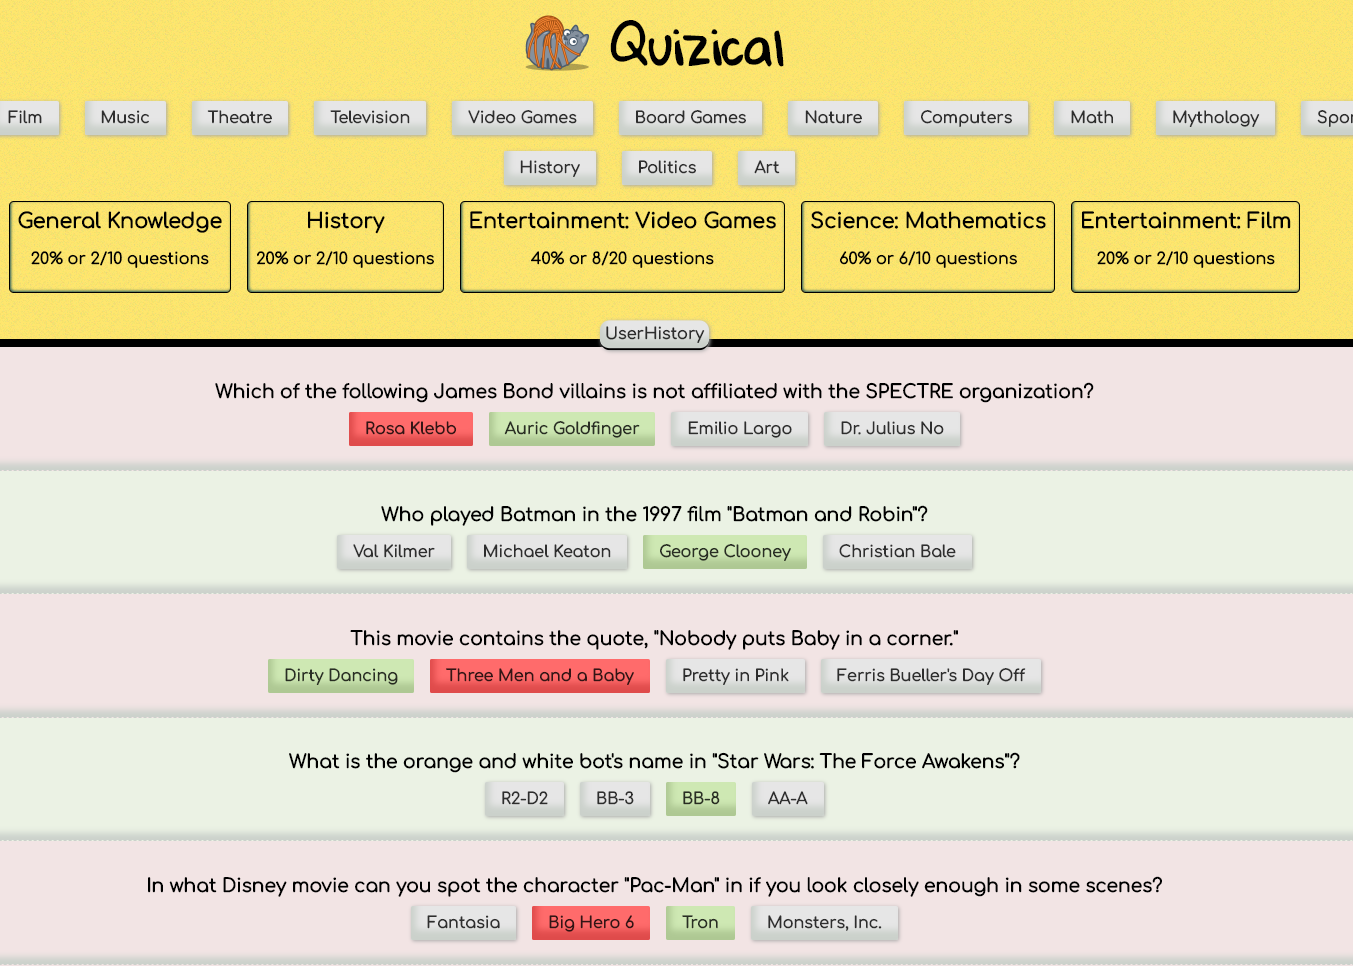 Quizical
Film Music Theatre Television Video Games Board Games Nature Computers Math Mythology
History Politics Art
General Knowledge History Entertainment: Video Games Science: Mathematics Entertainment: Film
20% or 2/10 questions 20% or 2/10 questions 40% or 8/20 questions 60% or 6/10 questions 20% or 2/10 questions
UserHistory
Which of the following James Bond villains is not affiliated with the SPECTRE organization?
Rosa Klebb Auric Goldfinger Emilio Largo Dr. Julius No
Who played Batman in the 1997 film "Batman and Robin"?
Val Kilmer Michael Keaton George Clooney Christian Bale
This movie contains the quote, "Nobody puts Baby in a corner."
Dirty Dancing Three Men and a Baby Pretty in Pink Ferris Bueller's Day Off
What is the orange and white bot's name in "Star Wars: The Force Awakens"?
R2-D2 BB-3 BB-8 AA-A
In what Disney movie can you spot the character "Pac-Man" in if you look closely enough in some scenes?
Fantasia Big Hero 6 Tron Monsters, Inc.